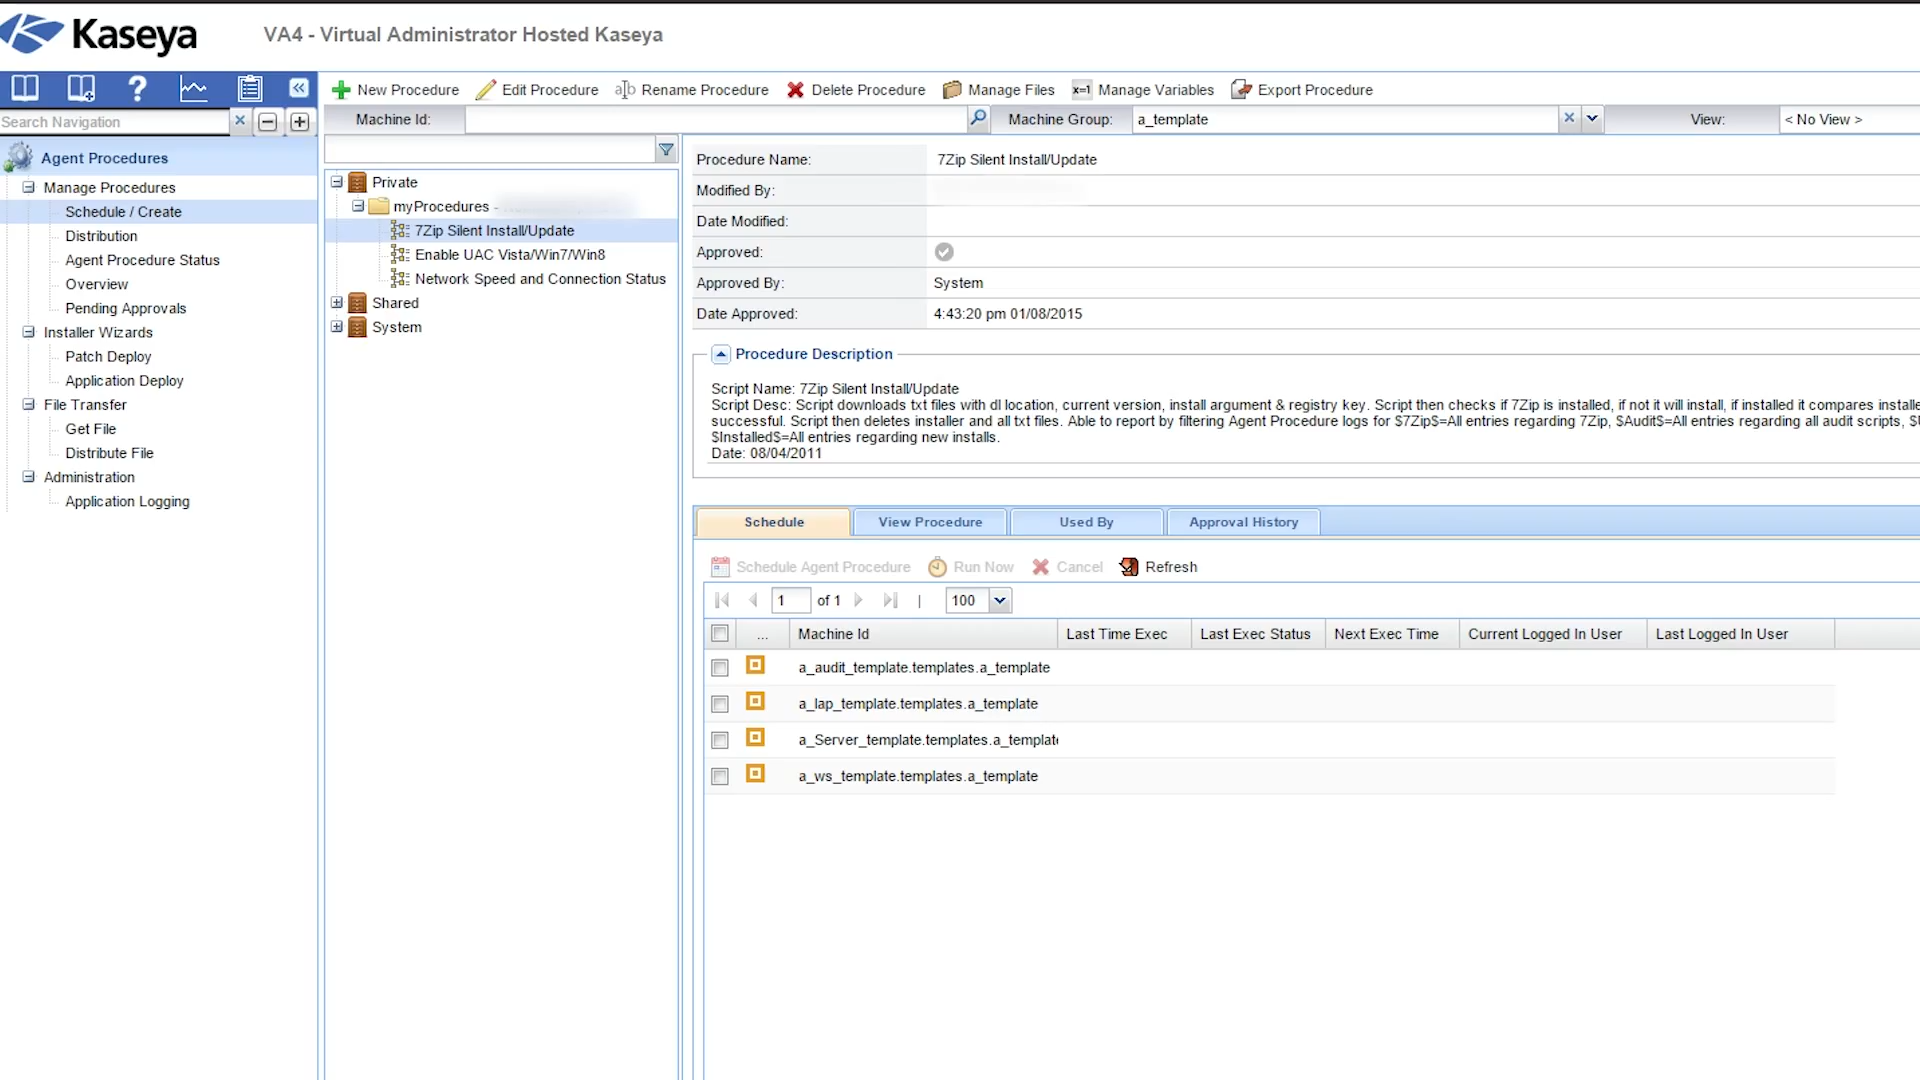 Kaseya
VA4 - Virtual Administrator Hosted Kaseya
New Procedure Edit Procedure Rename Procedure Delete Procedure Manage Files x=1 Manage Variables Export Procedure
Search Navigation
Machine Id: Machine Group: a_template View: < No View >
Agent Procedures
Manage Procedures
Schedule / Create
Distribution
Agent Procedure Status
Overview
Pending Approvals
Installer Wizards
Patch Deploy
Application Deploy
File Transfer
Get File
Distribute File
Administration
Application Logging
Private
myProcedures -
7Zip Silent Install/Update
Enable UAC Vista/Win7/Win8
Network Speed and Connection Status
Shared
System
Procedure Name: 7Zip Silent Install/Update
Modified By:
Date Modified:
Approved:
Approved By: System
Date Approved: 4:43:20 pm 01/08/2015
Procedure Description
Script Name: 7Zip Silent Install/Update
Script Desc: Script downloads txt files with dl location, current version, install argument & registry key. Script then checks if 7Zip is installed, if not it will install, if installed it compares installe
successful. Script then deletes installer and all txt files. Able to report by filtering Agent Procedure logs for $7Zip$=All entries regarding 7Zip, $Audit$=All entries regarding all audit scripts,
$Installed$=All entries regarding new installs.
Date: 08/04/2011
Schedule View Procedure Used By Approval History
Schedule Agent Procedure Run Now Cancel Refresh
1 of 1 | 100
... Machine Id Last Time Exec Last Exec Status Next Exec Time Current Logged In User Last Logged In User
a_audit_template.templates.a_template
a_lap_template.templates.a_template
a_Server_template.templates.a_template
a_ws_template.templates.a_template